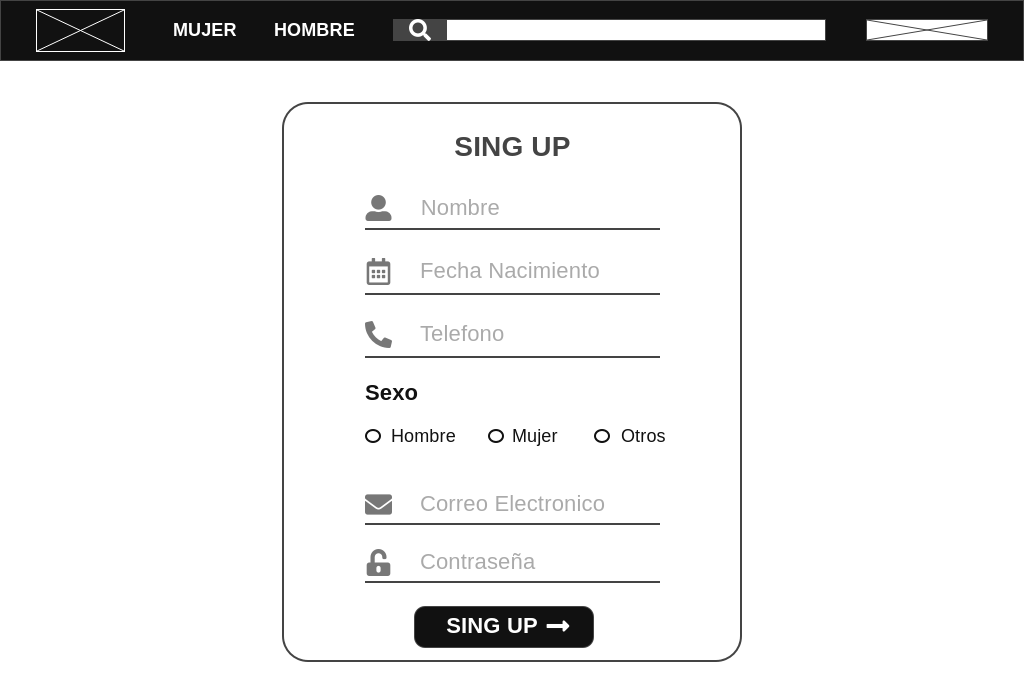 MUJER HOMBRE
SING UP
Nombre
Fecha Nacimiento
Telefono
Sexo
Hombre Mujer Otros
Correo Electronico
Contraseña
SING UP